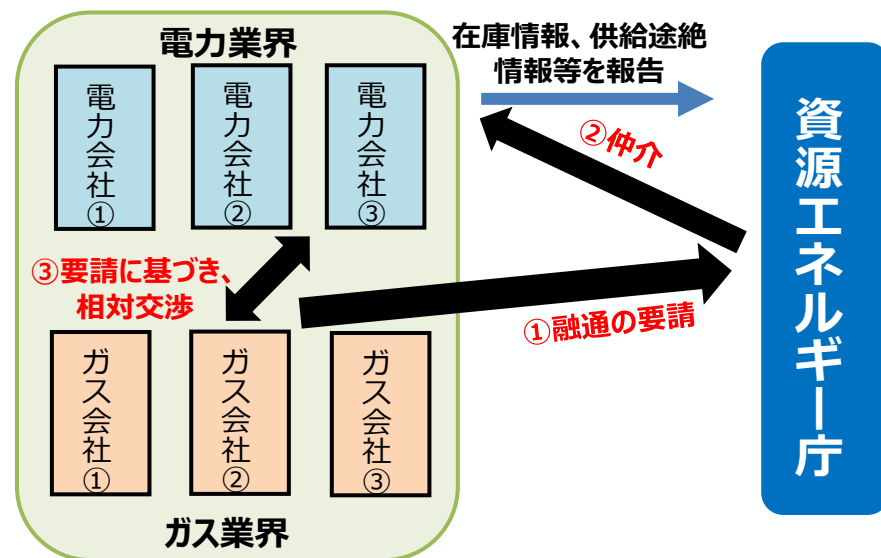 電力業界
電力会社①
電力会社②
電力会社③
在庫情報、供給途絶
情報等を報告
②仲介
資源エネルギー庁
③要請に基づき、
相対交渉
①融通の要請
ガス会社①
ガス会社②
ガス会社③
ガス業界